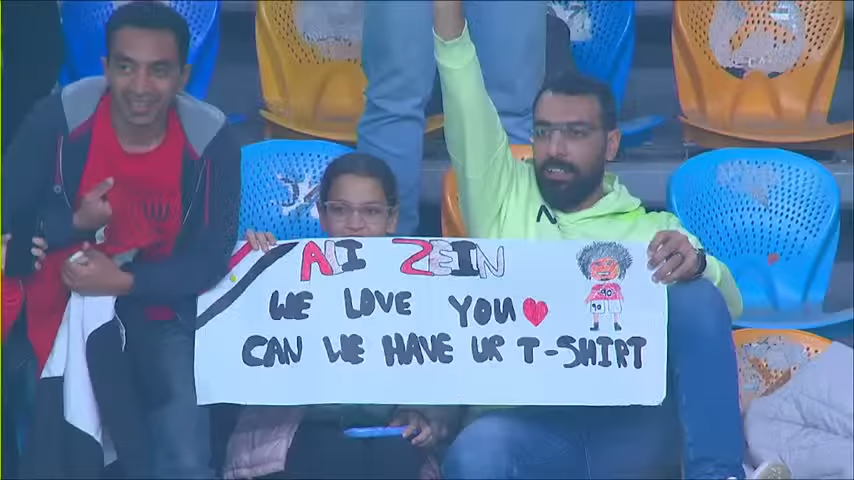 ALI ZEIN
WE LOVE YOU
CAN WE HAVE UR T-SHIRT